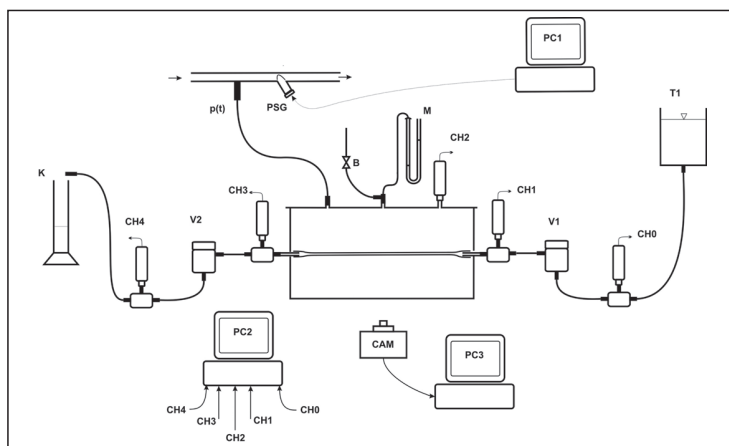 PC1
p(t)
PSG
T1
M
B
CH2
K
CH3
CH1
CH4
V2
V1
CH0
PC2
CAM
PC3
CH4
CH3
CH2
CH1
CH0